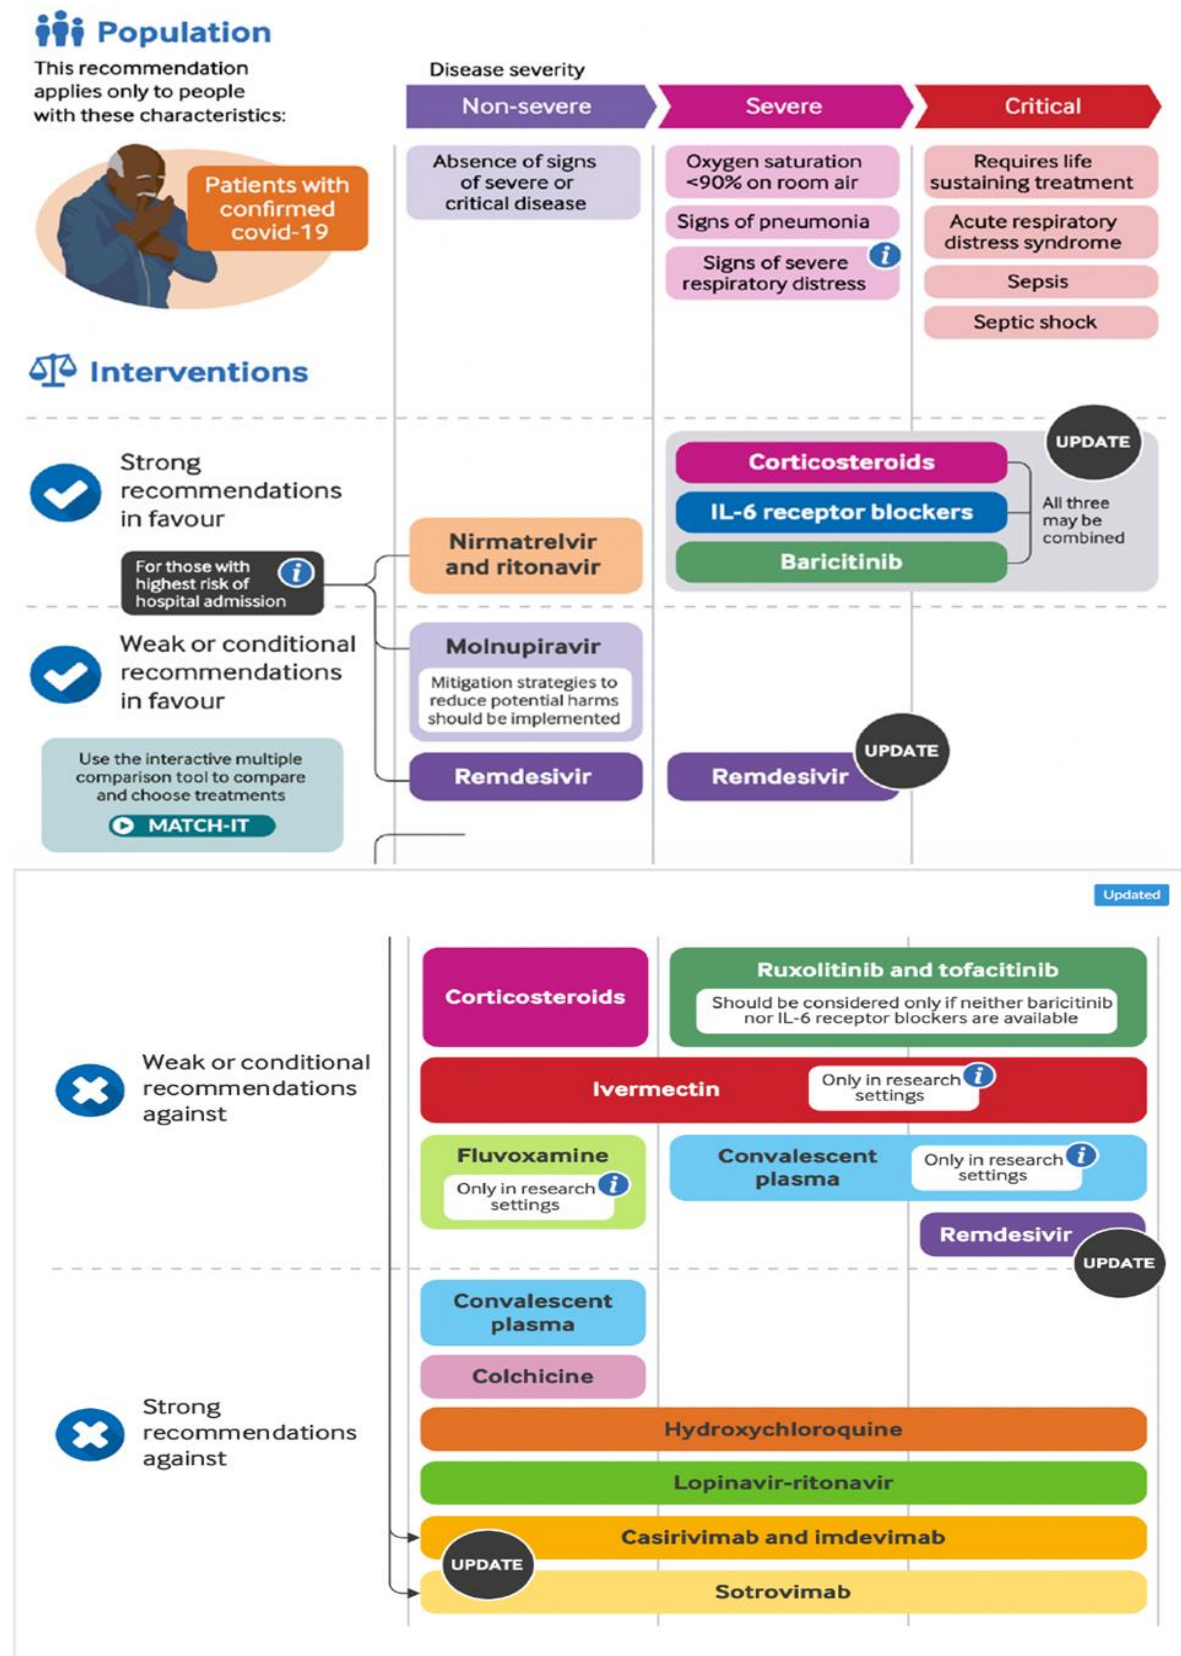 Population
This recommendation
applies only to people
with these characteristics:
Patients with
confirmed
covid-19
Disease severity
Non-severe
Severe
Critical
Absence of signs
of severe or
critical disease
Oxygen saturation
<90% on room air
Signs of pneumonia
Signs of severe
respiratory distress
i
Requires life
sustaining treatment
Acute respiratory
distress syndrome
Sepsis
Septic shock
Interventions
Strong
recommendations
in favour
For those with
highest risk of
hospital admission
i
Nirmatrelvir
and ritonavir
Corticosteroids
IL-6 receptor blockers
Baricitinib
All three
may be
combined
UPDATE
Weak or conditional
recommendations
in favour
Use the interactive multiple
comparison tool to compare
and choose treatments
MATCH-IT
Molnupiravir
Mitigation strategies to
reduce potential harms
should be implemented
Remdesivir
Remdesivir
UPDATE
Updated
Weak or conditional
recommendations
against
Corticosteroids
Ruxolitinib and tofacitinib
Should be considered only if neither baricitinib
nor IL-6 receptor blockers are available
Ivermectin
Only in research
settings
i
Fluvoxamine
Only in research
settings
i
Convalescent
plasma
Only in research
settings
i
Remdesivir
UPDATE
Strong
recommendations
against
Convalescent
plasma
Colchicine
Hydroxychloroquine
Lopinavir-ritonavir
Casirivimab and imdevimab
UPDATE
Sotrovimab